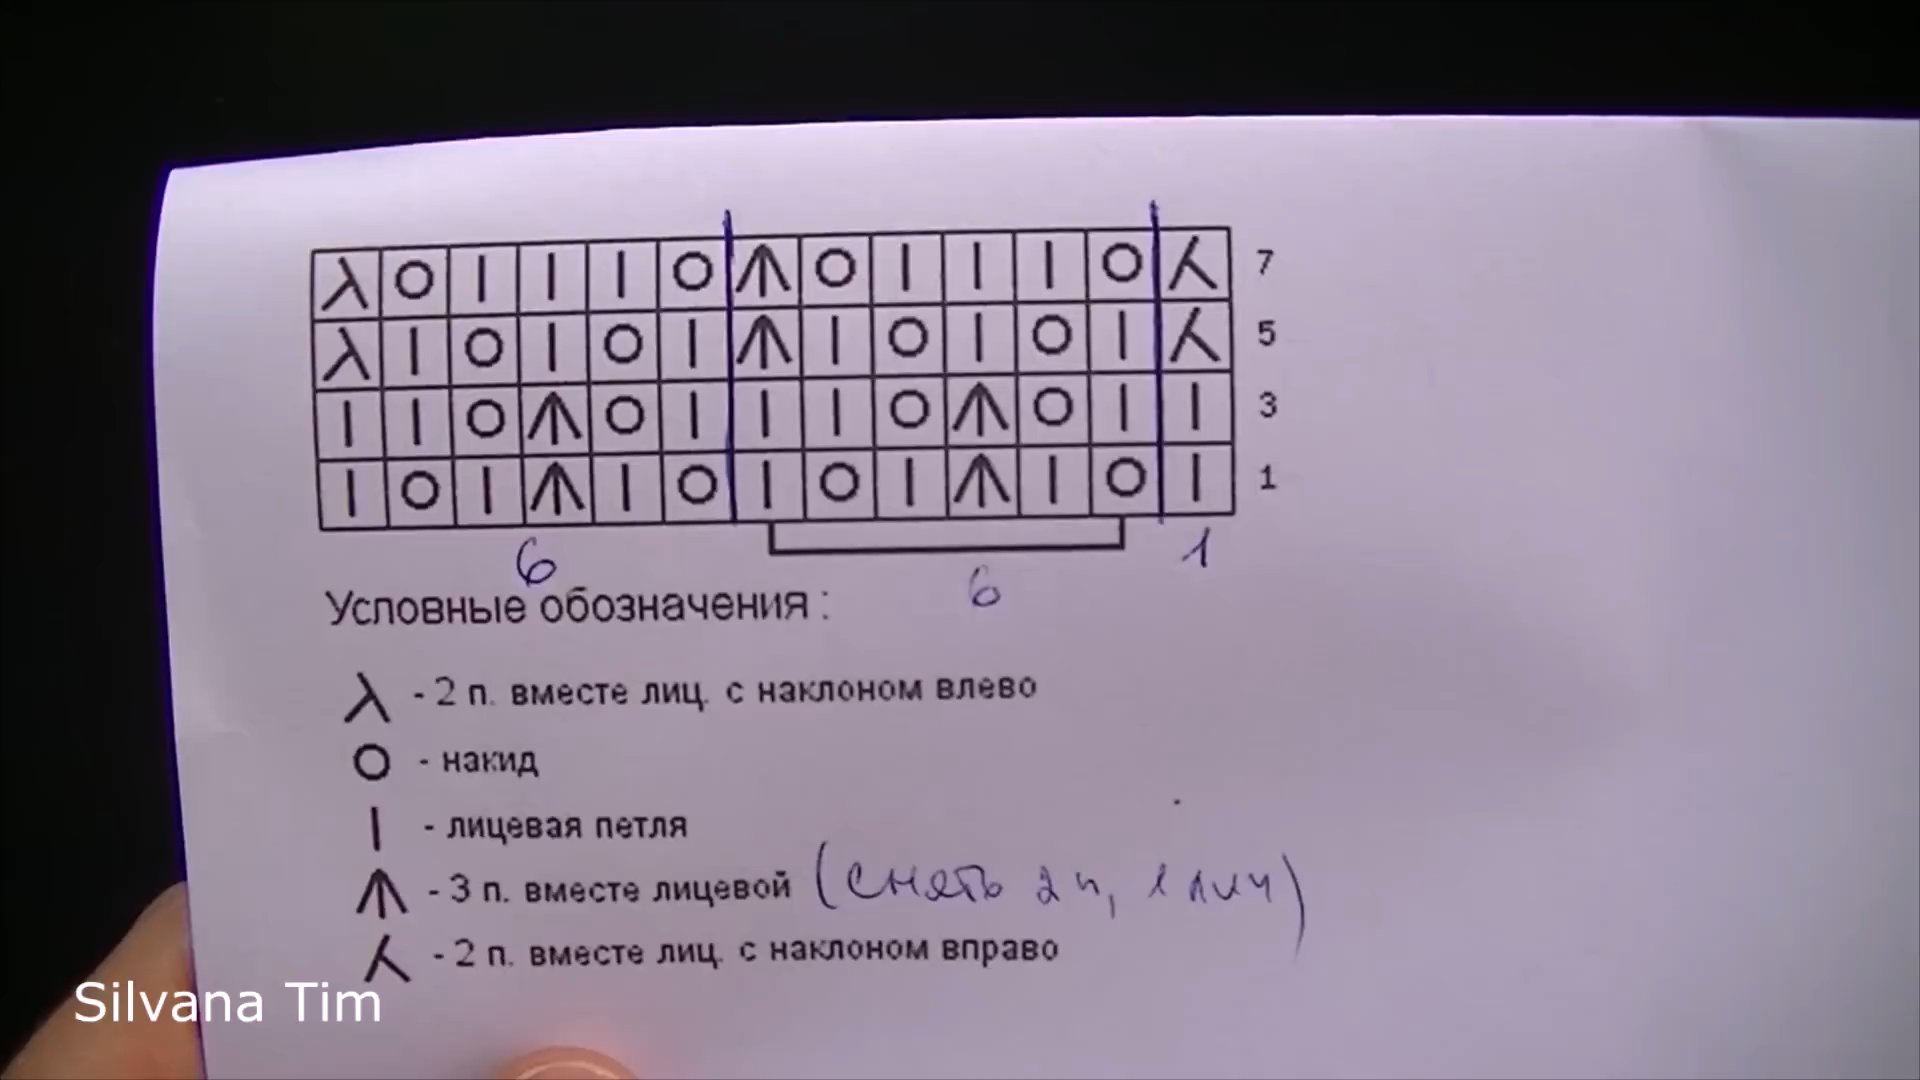 λ O I I I O ⋀ O I I I O ⅄ 7
λ I O I O I ⋀ I O I O I ⅄ 5
I I O ⋀ O I I I O ⋀ O I I 3
I O I ⋀ I O I O I ⋀ I O I 1
6 6 1
Условные обозначения :
λ - 2 п. вместе лиц. с наклоном влево
O - накид
I - лицевая петля
⋀ - 3 п. вместе лицевой (снять 2 п, 1 лиц)
⅄ - 2 п. вместе лиц. с наклоном вправо
Silvana Tim